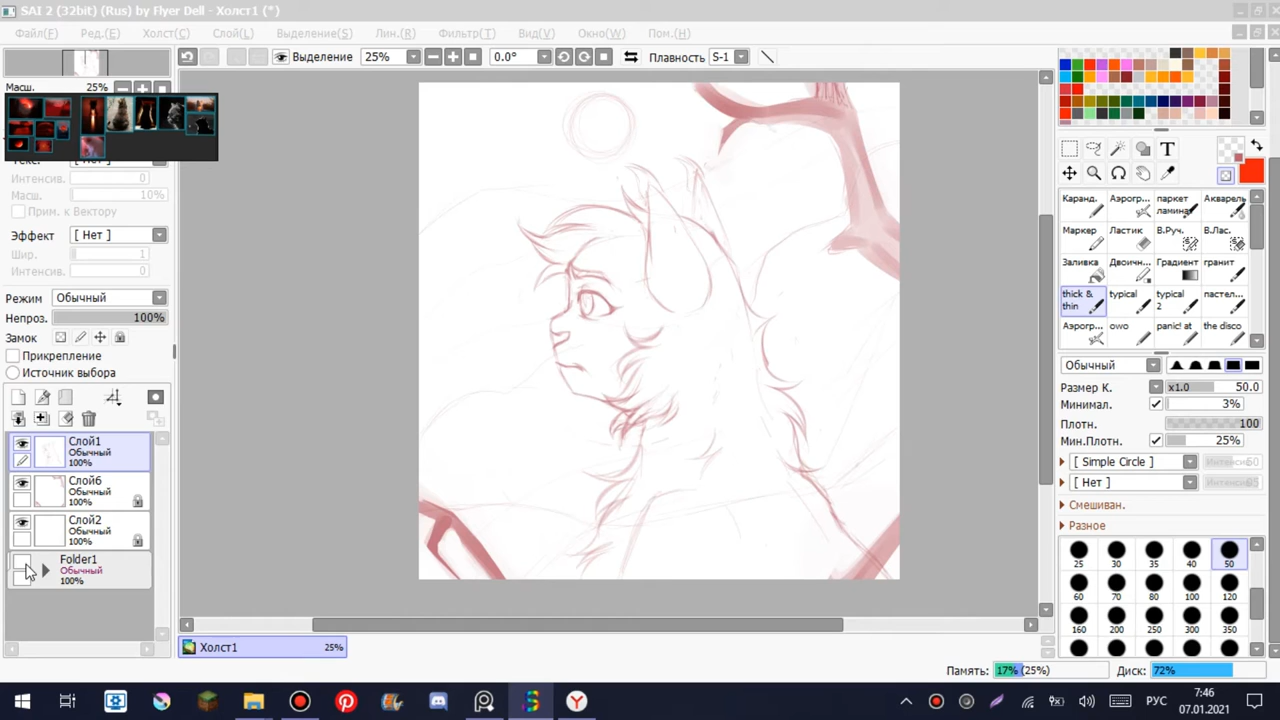 SAI 2 (32bit) (Rus) by Flyer Dell - Холст1 (*)
Файл(F) Ред.(E) Холст(C) Слой(L) Выделение(S) Лин.(R) Фильтр(T) Вид(V) Окно(W) Пом.(H)
Выделение 25% 0.0° Плавность S-1
Масш. 25%
[ Нет ]
Интенсив. 0
Масш. 10%
Прим. к Вектору
Эффект [ Нет ]
Шир. 1
Интенсив.
Режим Обычный
Непроз. 100%
Замок
Прикрепление
Источник выбора
Слой1
Обычный
100%
Слой6
Обычный
100%
Слой2
Обычный
100%
Folder1
Обычный
100%
T
Каранд. Аэрогр... паркет ламина Акварель
Маркер Ластик В.Руч. В.Лас.
Заливка Двоичн... Градиент гранит
thick & thin typical typical 2 пастел...
Аэрогр... owo panic! at the disco
Обычный
Размер К. x1.0 50.0
Минимал. 3%
Плотн. 100
Мин.Плотн. 25%
[ Simple Circle ]
[ Нет ]
Смешиван.
Разное
25 30 35 40 50
60 70 80 100 120
160 200 250 300 350
Холст1 25%
Память: 17% (25%) Диск: 72%
РУС 7:46
07.01.2021